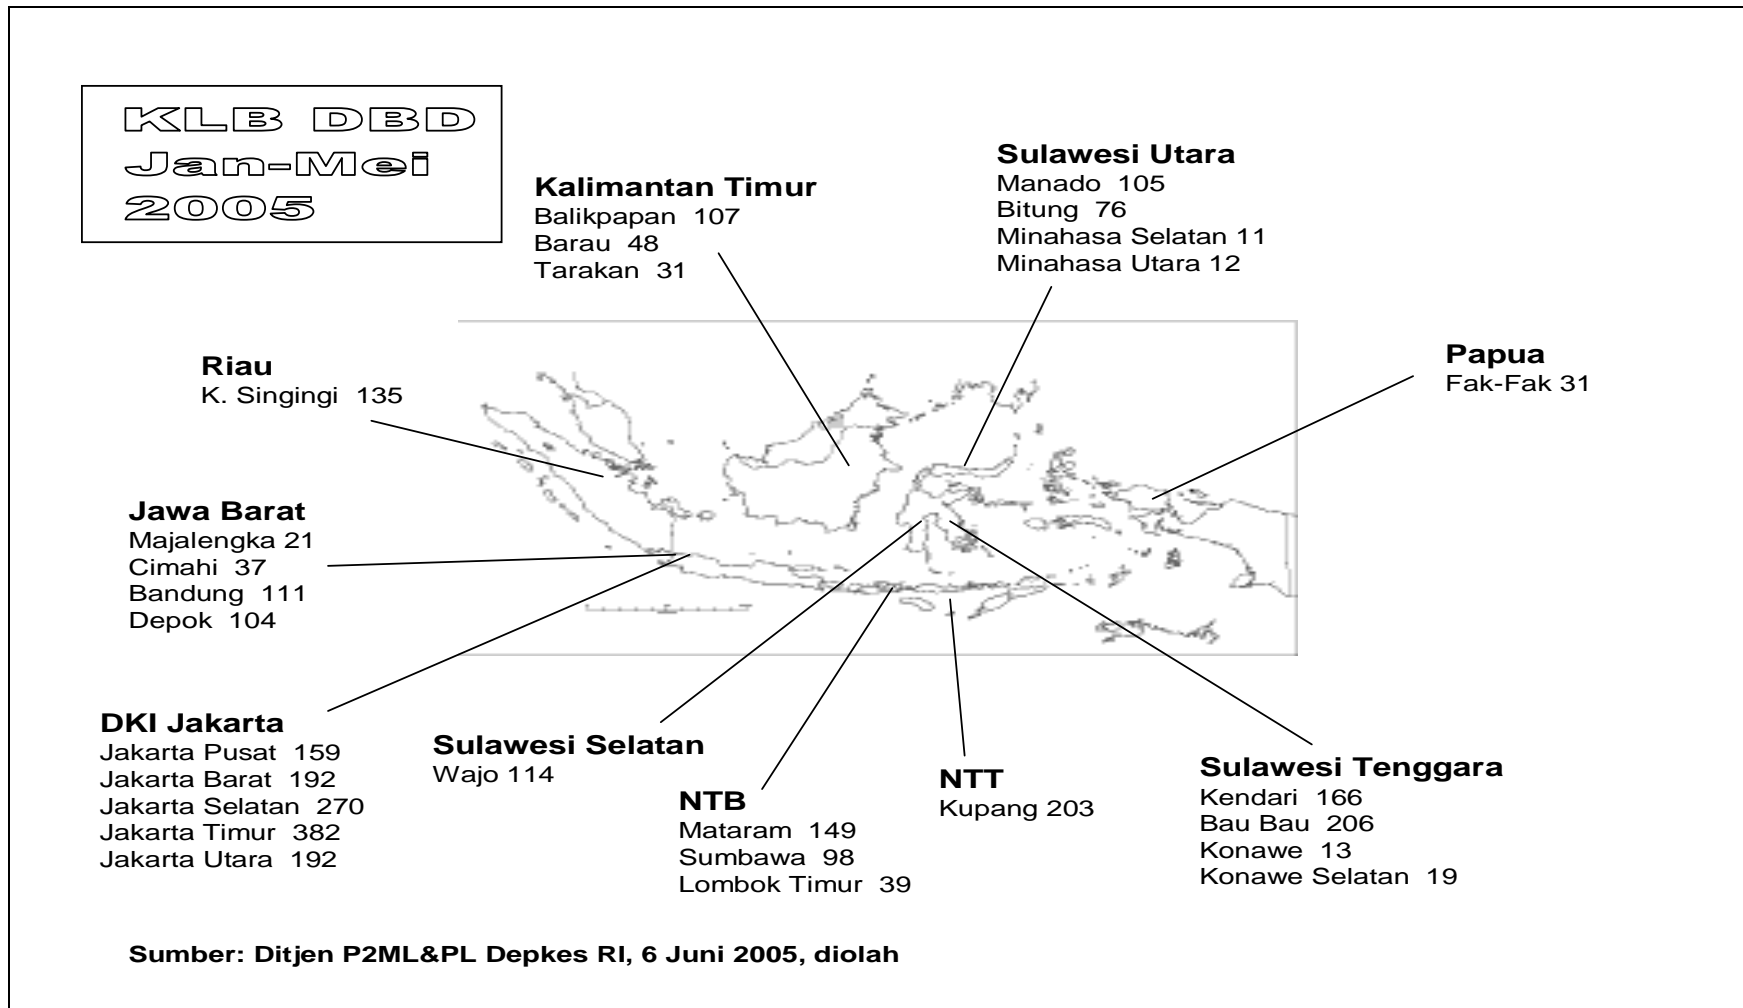 KLB DBD
Jan-Mei
2005
Kalimantan Timur
Balikpapan 107
Barau 48
Tarakan 31
Sulawesi Utara
Manado 105
Bitung 76
Minahasa Selatan 11
Minahasa Utara 12
Riau
K. Singingi 135
Papua
Fak-Fak 31
Jawa Barat
Majalengka 21
Cimahi 37
Bandung 111
Depok 104
DKI Jakarta
Jakarta Pusat 159
Jakarta Barat 192
Jakarta Selatan 270
Jakarta Timur 382
Jakarta Utara 192
Sulawesi Selatan
Wajo 114
NTB
Mataram 149
Sumbawa 98
Lombok Timur 39
NTT
Kupang 203
Sulawesi Tenggara
Kendari 166
Bau Bau 206
Konawe 13
Konawe Selatan 19
Sumber: Ditjen P2ML&PL Depkes RI, 6 Juni 2005, diolah